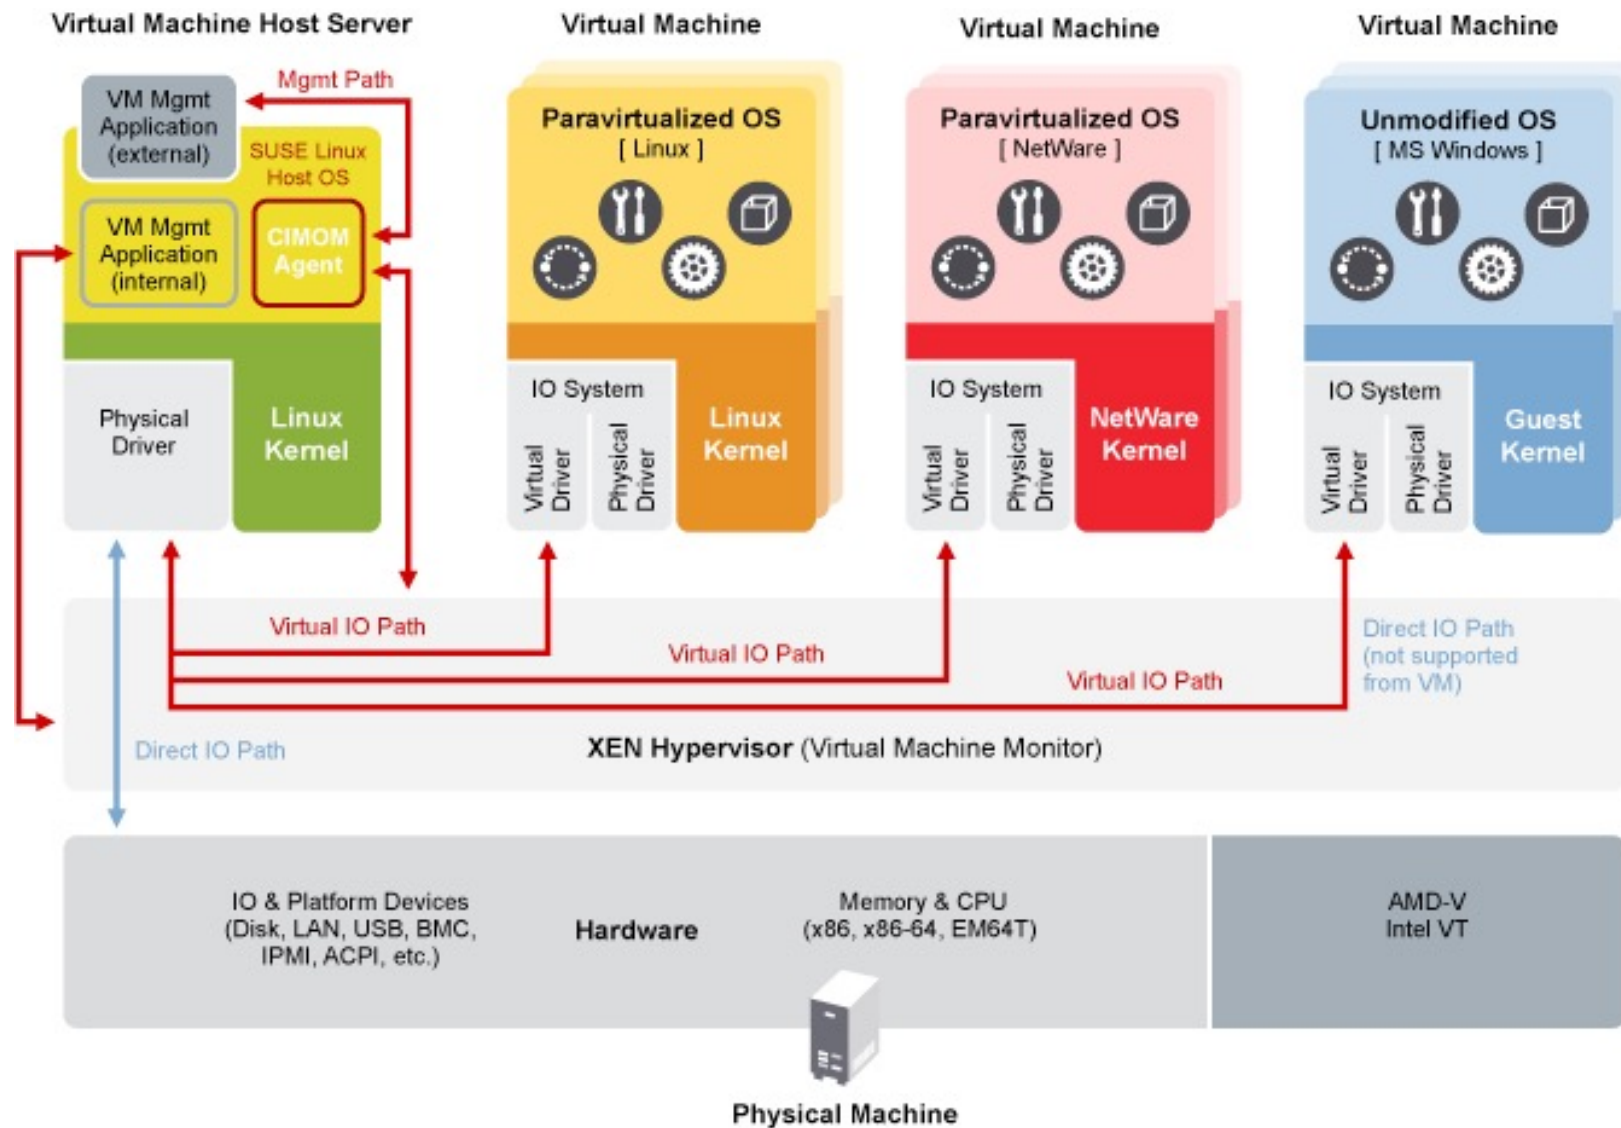 Virtual Machine Host Server
Virtual Machine
Virtual Machine
Virtual Machine
Mgmt Path
VM Mgmt
Application
(external)
SUSE Linux
Host OS
VM Mgmt
Application
(internal)
CIMOM
Agent
Physical
Driver
Linux
Kernel
Paravirtualized OS
[ Linux ]
IO System
Virtual
Driver
Physical
Driver
Linux
Kernel
Paravirtualized OS
[ NetWare ]
IO System
Virtual
Driver
Physical
Driver
NetWare
Kernel
Unmodified OS
[ MS Windows ]
IO System
Virtual
Driver
Physical
Driver
Guest
Kernel
Virtual IO Path
Virtual IO Path
Virtual IO Path
Direct IO Path
(not supported
from VM)
Direct IO Path
XEN Hypervisor (Virtual Machine Monitor)
IO & Platform Devices
(Disk, LAN, USB, BMC,
IPMI, ACPI, etc.)
Hardware
Memory & CPU
(x86, x86-64, EM64T)
AMD-V
Intel VT
Physical Machine